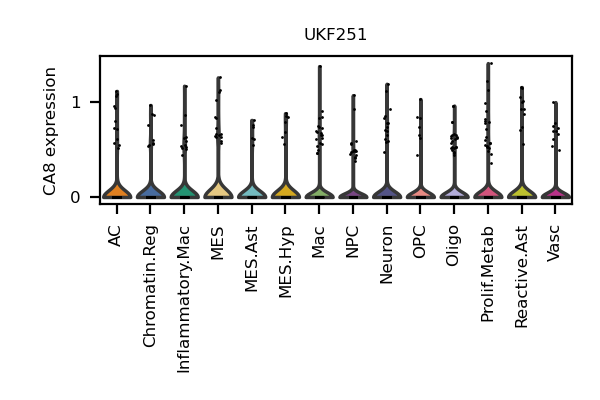 UKF251
CA8 expression
1
0
AC
Chromatin.Reg
Inflammatory.Mac
MES
MES.Ast
MES.Hyp
Mac
NPC
Neuron
OPC
Oligo
Prolif.Metab
Reactive.Ast
Vasc